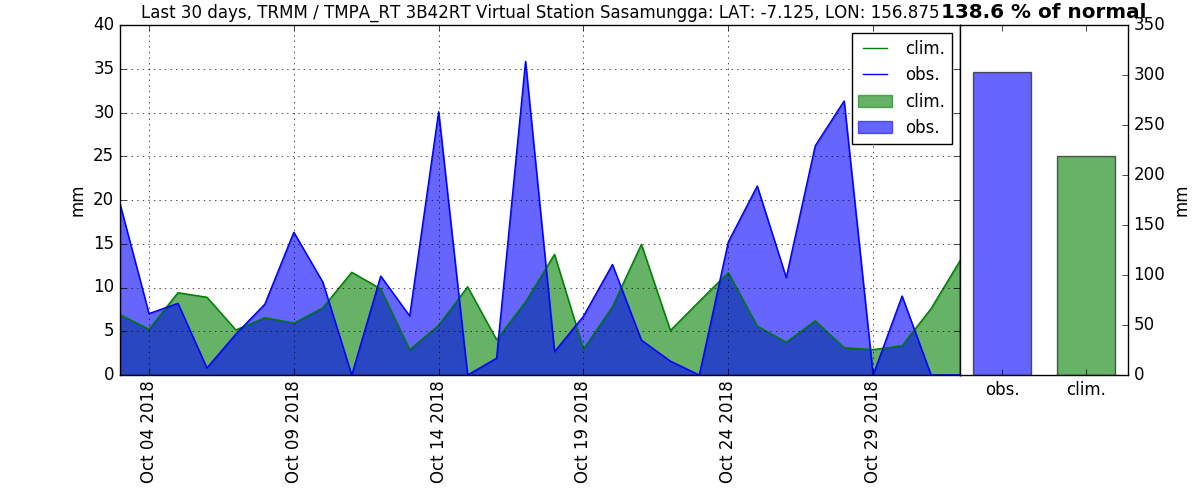 Last 30 days, TRMM / TMPA_RT 3B42RT Virtual Station Sasamungga: LAT: -7.125, LON: 156.875
138.6 % of normal
40
35
30
25
20
15
10
5
0
mm
clim.
obs.
clim.
obs.
Oct 04 2018
Oct 09 2018
Oct 14 2018
Oct 19 2018
Oct 24 2018
Oct 29 2018
350
300
250
200
150
100
50
0
mm
obs. clim.